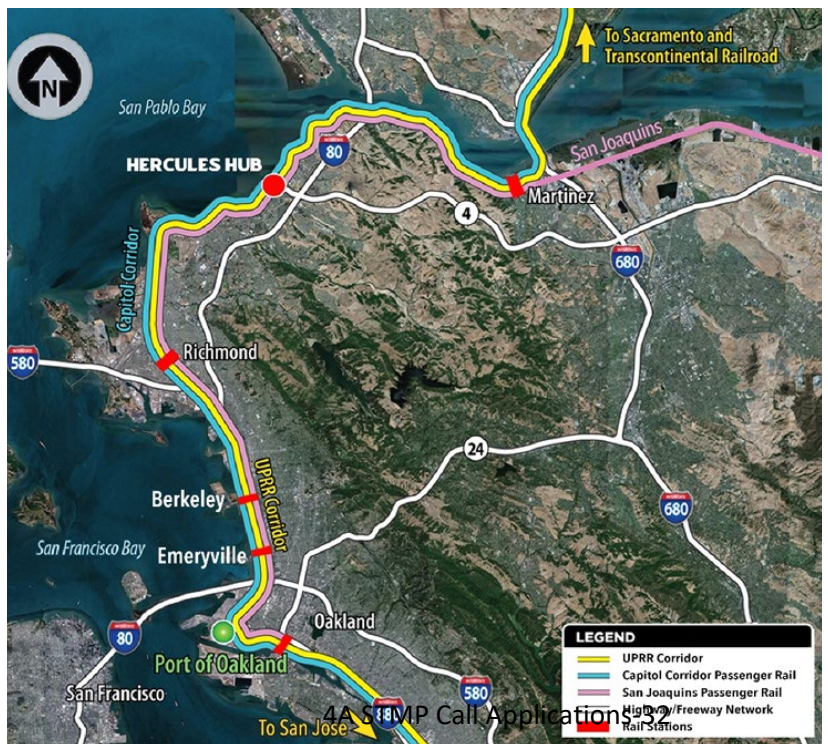 To Sacramento and
Transcontinental Railroad
N
San Pablo Bay
80
San Joaquins
HERCULES HUB
Martinez
4
680
Capitol Corridor
Richmond
580
24
UPRR Corridor
Berkeley
680
Emeryville
San Francisco Bay
80
Oakland
Port of Oakland
San Francisco
580
880
To San Jose
LEGEND
UPRR Corridor
Capitol Corridor Passenger Rail
San Joaquins Passenger Rail
Highway/Freeway Network
Rail Stations
4A STMP Call Applications-32